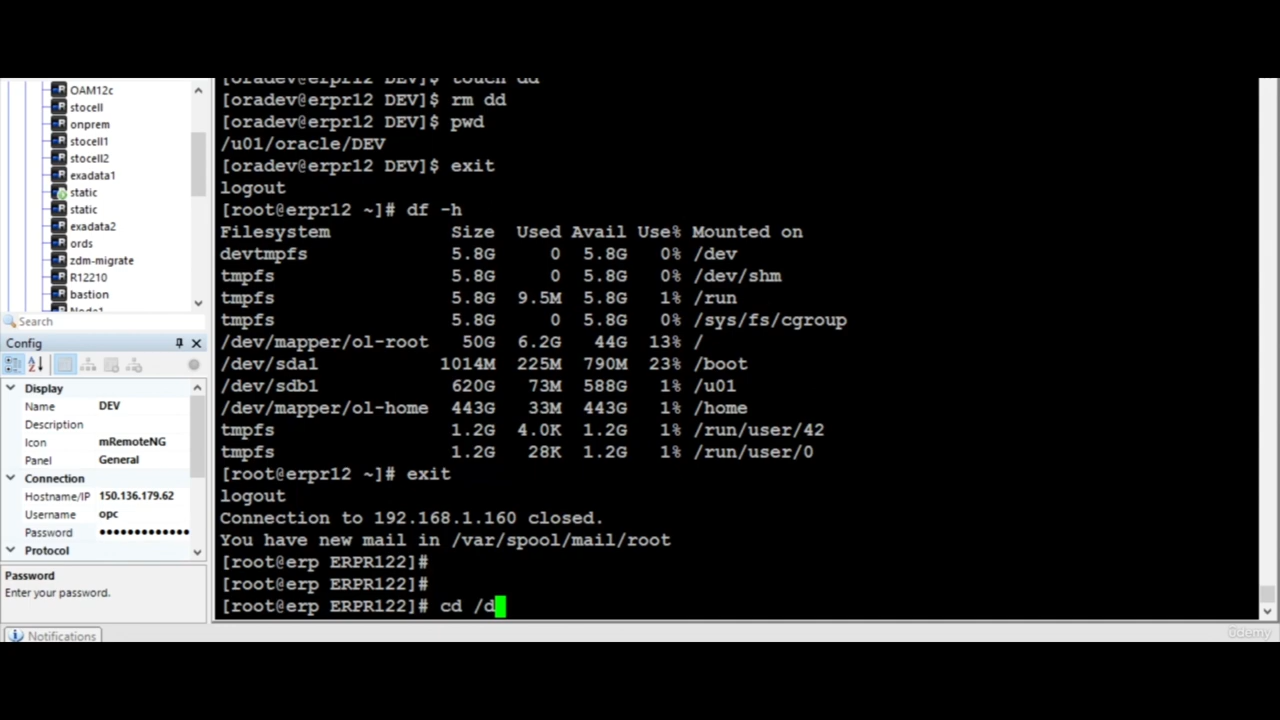 OAM12c
stocell
onprem
stocell1
stocell2
exadata1
static
static
exadata2
ords
zdm-migrate
R12210
bastion
Node1
Search
Config
Display
Name DEV
Description
Icon mRemoteNG
Panel General
Connection
Hostname/IP 150.136.179.62
Username opc
Password ●●●●●●●●●●●●●●
Protocol
Password
Enter your password.
Notifications
[oradev@erpr12 DEV]$ touch dd
[oradev@erpr12 DEV]$ rm dd
[oradev@erpr12 DEV]$ pwd
/u01/oracle/DEV
[oradev@erpr12 DEV]$ exit
logout
[root@erpr12 ~]# df -h
Filesystem Size Used Avail Use% Mounted on
devtmpfs 5.8G 0 5.8G 0% /dev
tmpfs 5.8G 0 5.8G 0% /dev/shm
tmpfs 5.8G 9.5M 5.8G 1% /run
tmpfs 5.8G 0 5.8G 0% /sys/fs/cgroup
/dev/mapper/ol-root 50G 6.2G 44G 13% /
/dev/sda1 1014M 225M 790M 23% /boot
/dev/sdb1 620G 73M 588G 1% /u01
/dev/mapper/ol-home 443G 33M 443G 1% /home
tmpfs 1.2G 4.0K 1.2G 1% /run/user/42
tmpfs 1.2G 28K 1.2G 1% /run/user/0
[root@erpr12 ~]# exit
logout
Connection to 192.168.1.160 closed.
You have new mail in /var/spool/mail/root
[root@erp ERPR122]#
[root@erp ERPR122]#
[root@erp ERPR122]# cd /d
ûdemy